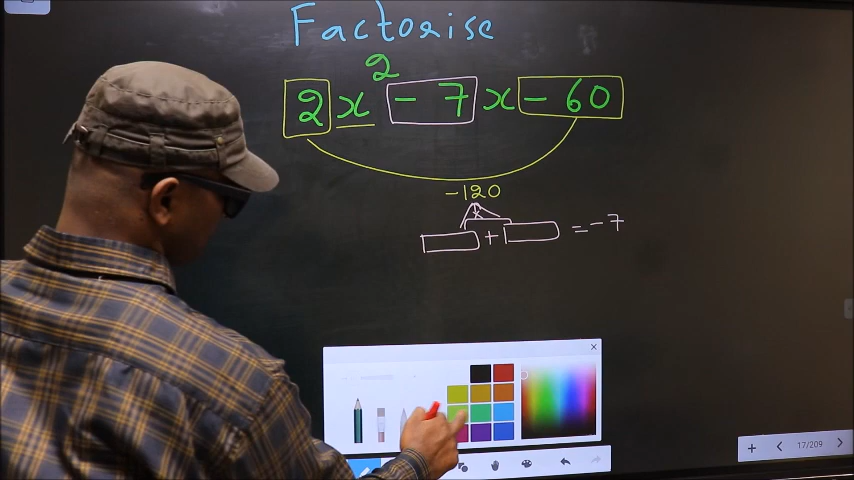 Factorise
2x² - 7x - 60
-120
+ = -7
17/209